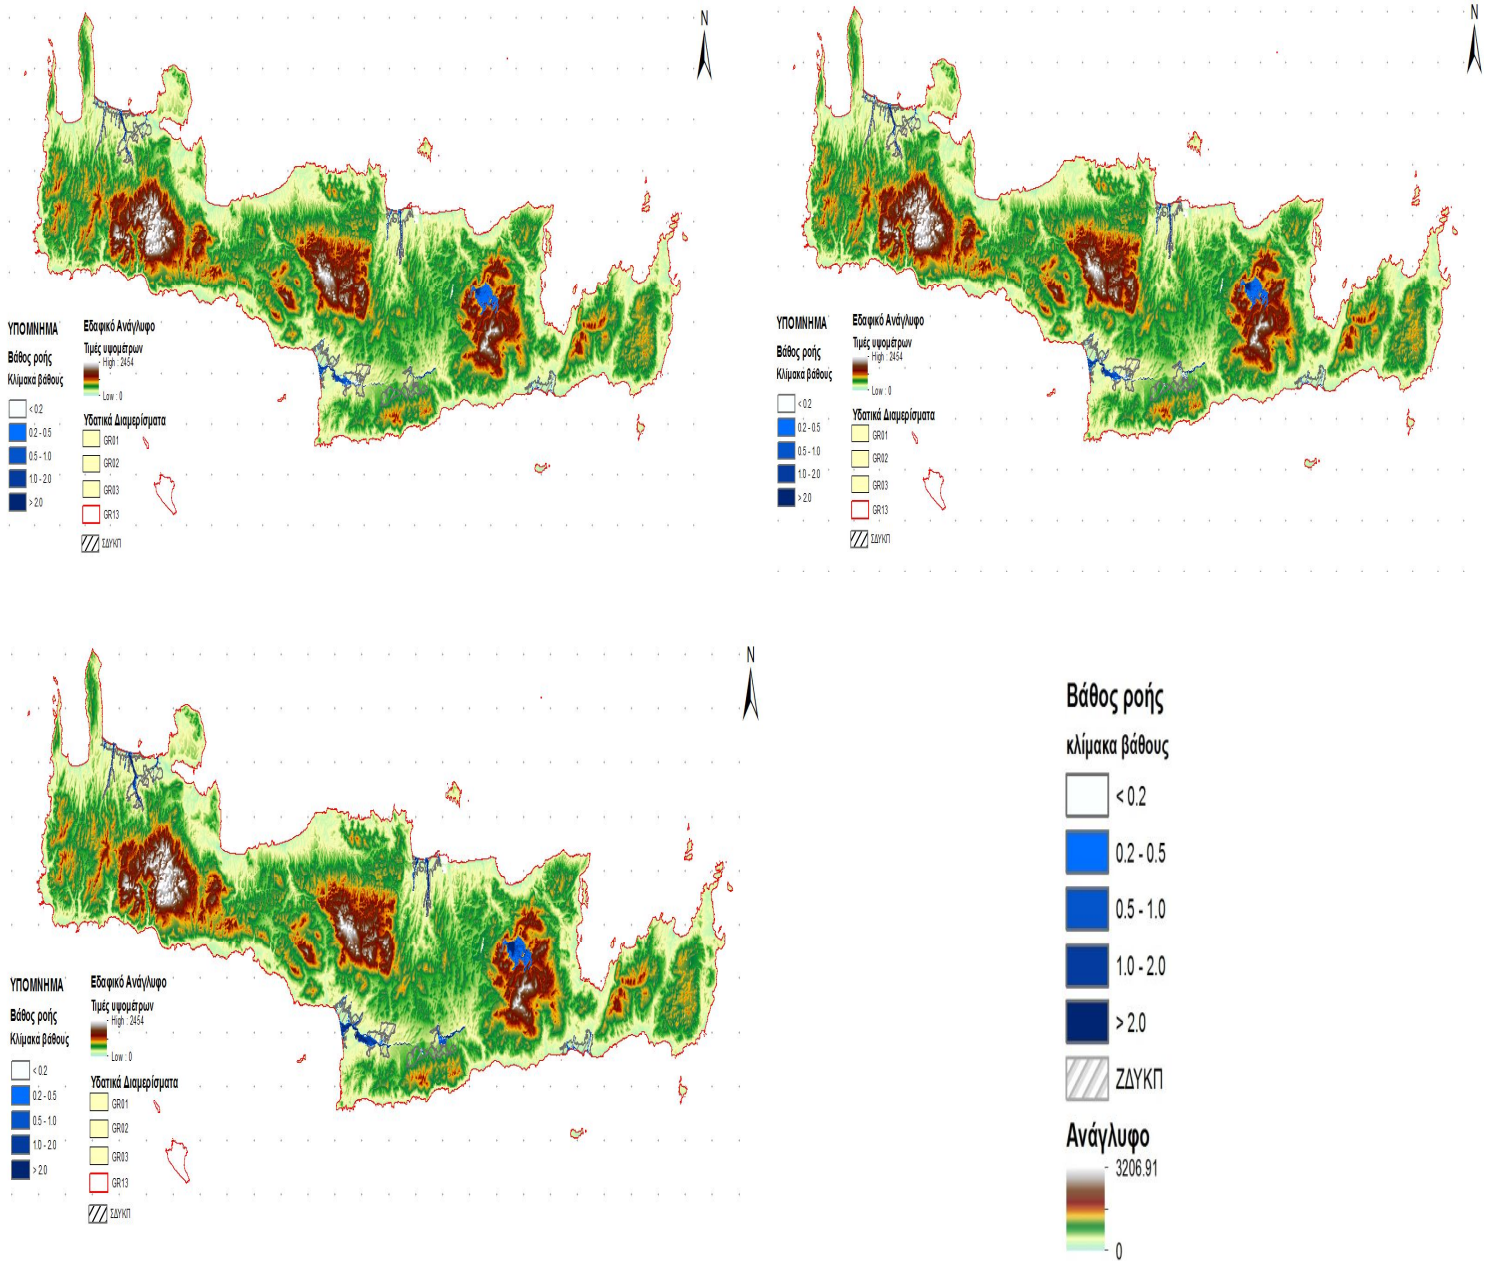 N
ΥΠΟΜΝΗΜΑ
Βάθος ροής
Κλίμακα βάθους
< 0.2
0.2 - 0.5
0.5 - 1.0
1.0 - 2.0
> 2.0
Εδαφικό Ανάγλυφο
Τιμές υψομέτρων
High : 2454
Low : 0
Υδατικά Διαμερίσματα
GR01
GR02
GR03
GR13
ΣΔΥΚΠ
N
ΥΠΟΜΝΗΜΑ
Βάθος ροής
Κλίμακα βάθους
< 0.2
0.2 - 0.5
0.5 - 1.0
1.0 - 2.0
> 2.0
Εδαφικό Ανάγλυφο
Τιμές υψομέτρων
High : 2454
Low : 0
Υδατικά Διαμερίσματα
GR01
GR02
GR03
GR13
ΣΔΥΚΠ
N
ΥΠΟΜΝΗΜΑ
Βάθος ροής
Κλίμακα βάθους
< 0.2
0.2 - 0.5
0.5 - 1.0
1.0 - 2.0
> 2.0
Εδαφικό Ανάγλυφο
Τιμές υψομέτρων
High : 2454
Low : 0
Υδατικά Διαμερίσματα
GR01
GR02
GR03
GR13
ΣΔΥΚΠ
Βάθος ροής
κλίμακα βάθους
< 0.2
0.2 - 0.5
0.5 - 1.0
1.0 - 2.0
> 2.0
ΖΔΥΚΠ
Ανάγλυφο
3206.91
0